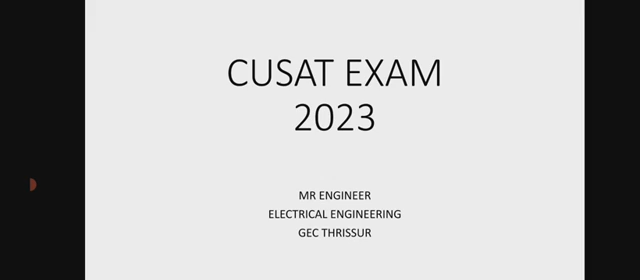 CUSAT EXAM
2023
MR ENGINEER
ELECTRICAL ENGINEERING
GEC THRISSUR